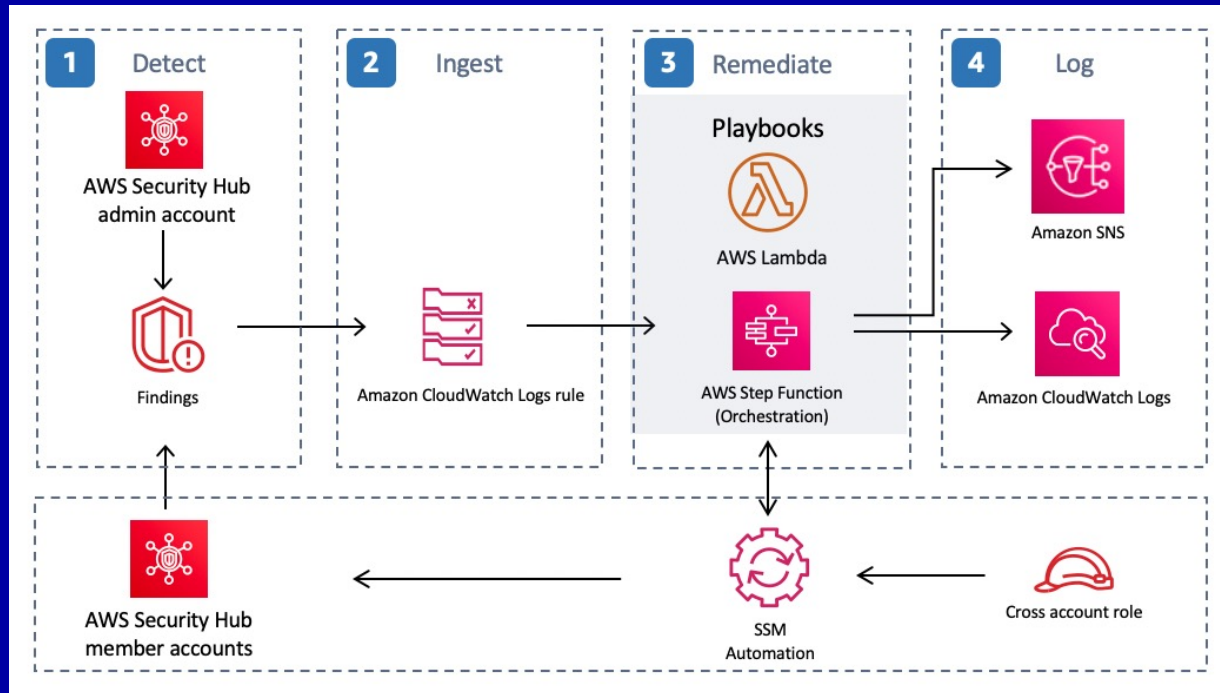 1 Detect
AWS Security Hub
admin account
Findings
2 Ingest
Amazon CloudWatch Logs rule
3 Remediate
Playbooks
AWS Lambda
AWS Step Function
(Orchestration)
4 Log
Amazon SNS
Amazon CloudWatch Logs
AWS Security Hub
member accounts
SSM
Automation
Cross account role